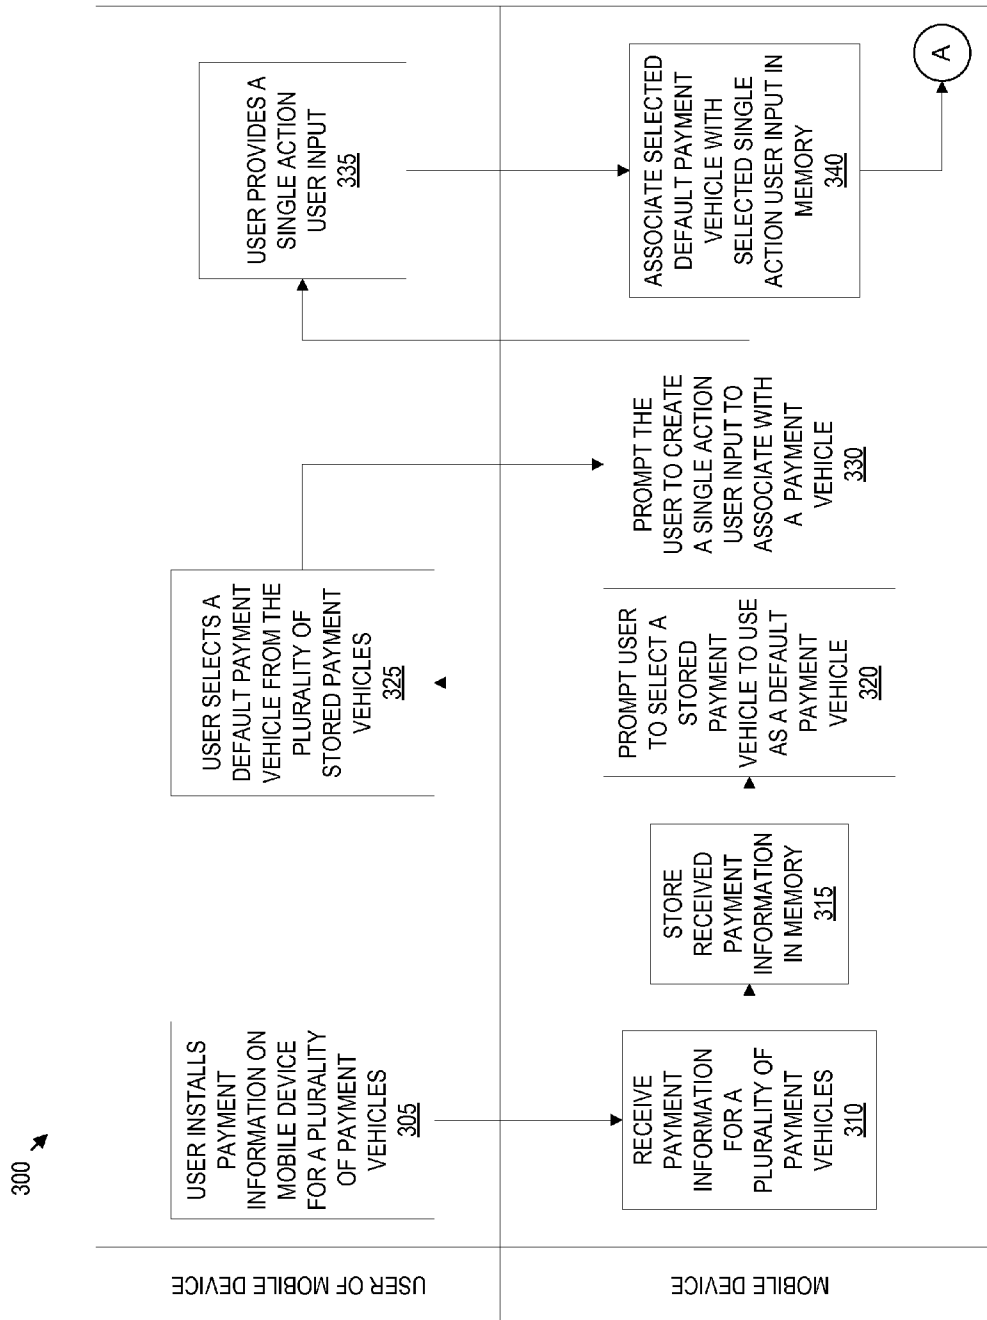 300
USER OF MOBILE DEVICE
USER INSTALLS
PAYMENT
INFORMATION ON
MOBILE DEVICE
FOR A PLURALITY
OF PAYMENT
VEHICLES
305
USER SELECTS A
DEFAULT PAYMENT
VEHICLE FROM THE
PLURALITY OF
STORED PAYMENT
VEHICLES
325
USER PROVIDES A
SINGLE ACTION
USER INPUT
335
MOBILE DEVICE
RECEIVE
PAYMENT
INFORMATION
FOR A
PLURALITY OF
PAYMENT
VEHICLES
310
STORE
RECEIVED
PAYMENT
INFORMATION
IN MEMORY
315
PROMPT USER
TO SELECT A
STORED
PAYMENT
VEHICLE TO USE
AS A DEFAULT
PAYMENT
VEHICLE
320
PROMPT THE
USER TO CREATE
A SINGLE ACTION
USER INPUT TO
ASSOCIATE WITH
A PAYMENT
VEHICLE
330
ASSOCIATE SELECTED
DEFAULT PAYMENT
VEHICLE WITH
SELECTED SINGLE
ACTION USER INPUT IN
MEMORY
340
A